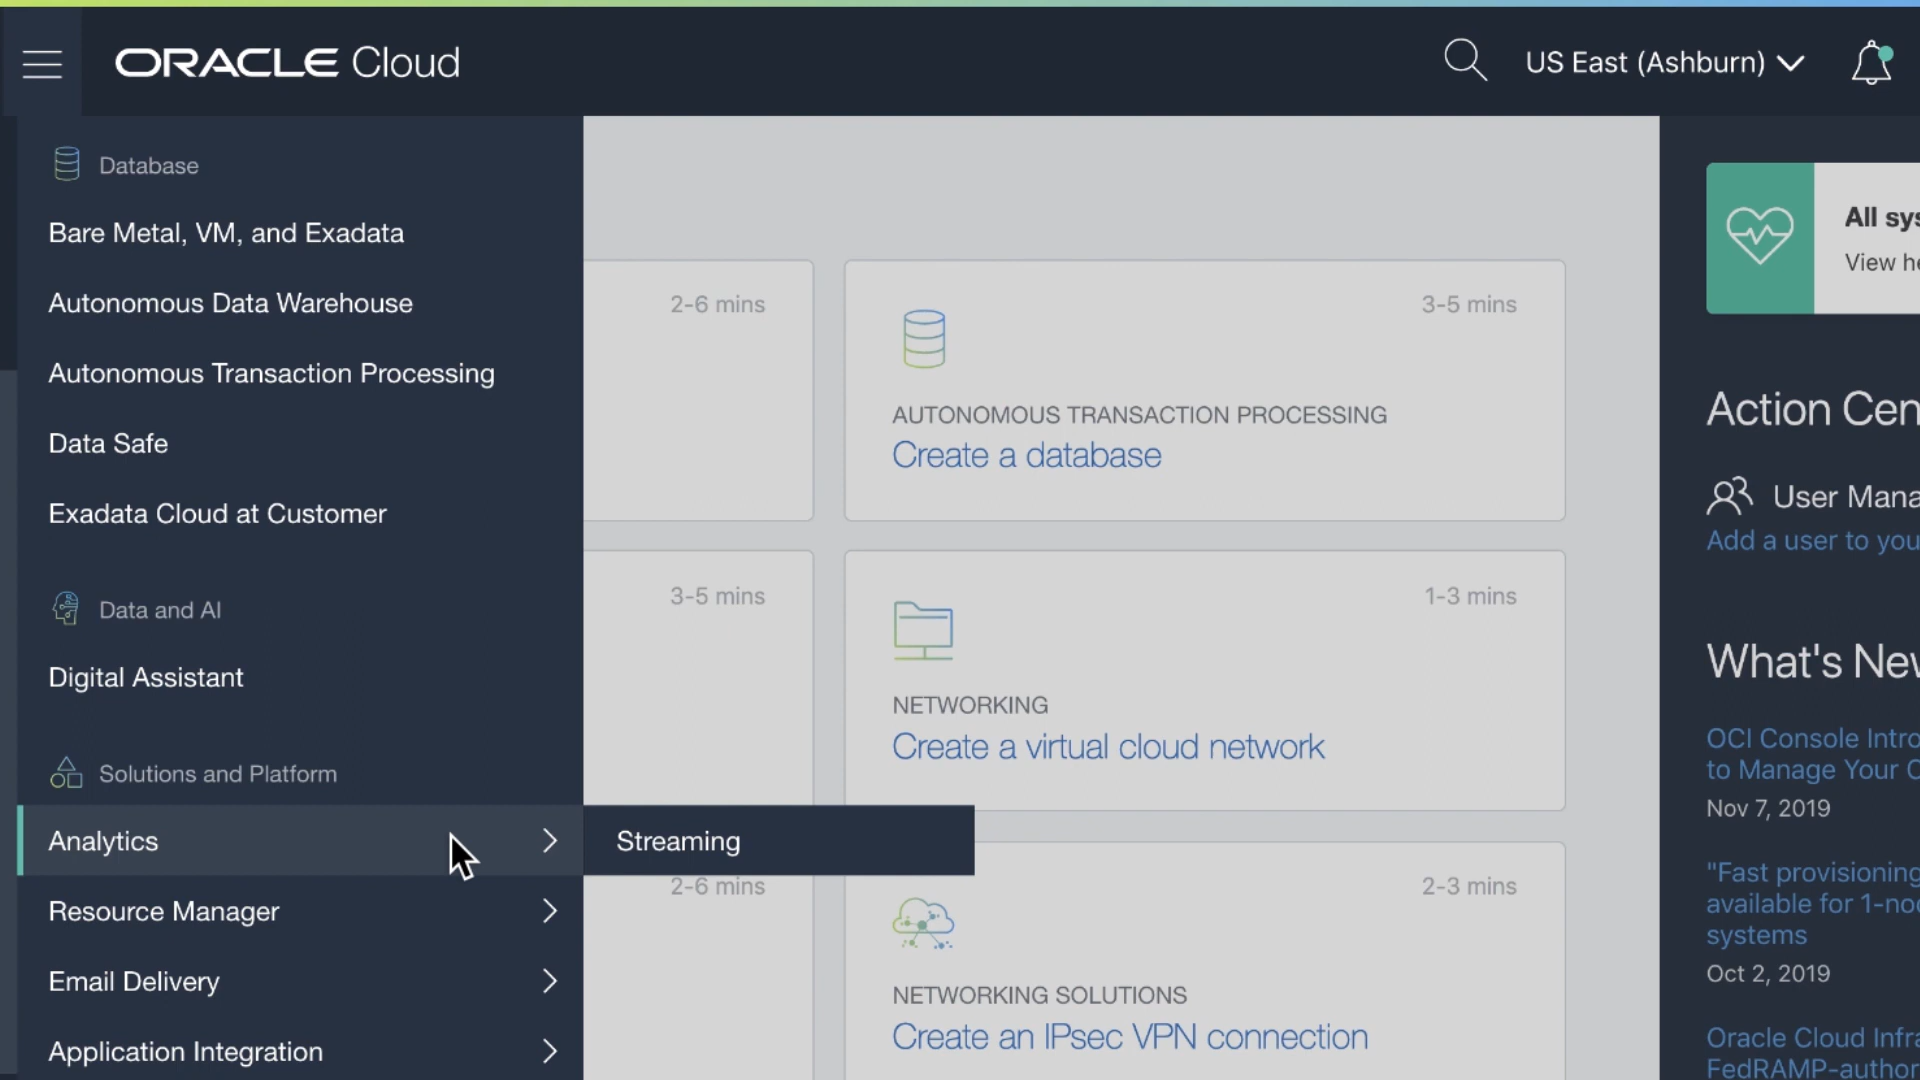 ORACLE Cloud
US East (Ashburn)
Database
Bare Metal, VM, and Exadata
Autonomous Data Warehouse
Autonomous Transaction Processing
Data Safe
Exadata Cloud at Customer
Data and AI
Digital Assistant
Solutions and Platform
Analytics
Streaming
Resource Manager
Email Delivery
Application Integration
2-6 mins
3-5 mins
AUTONOMOUS TRANSACTION PROCESSING
Create a database
3-5 mins
1-3 mins
NETWORKING
Create a virtual cloud network
2-6 mins
2-3 mins
NETWORKING SOLUTIONS
Create an IPsec VPN connection
All sys
View he
Action Cen
User Mana
Add a user to you
What's New
OCI Console Intro
to Manage Your
Nov 7, 2019
"Fast provisioning
available for 1-nod
systems
Oct 2, 2019
Oracle Cloud Infra
FedRAMP-author